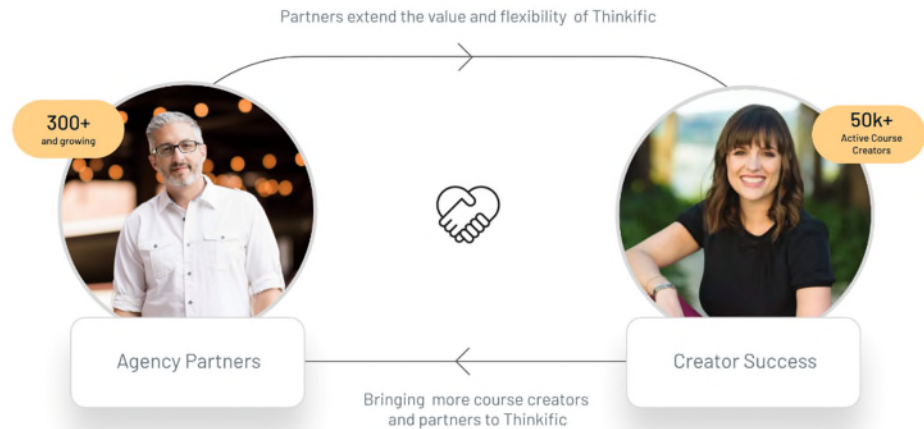 Partners extend the value and flexibility of Thinkific
300+
and growing
50k+
Active Course
Creators
Agency Partners
Creator Success
Bringing more course creators
and partners to Thinkific